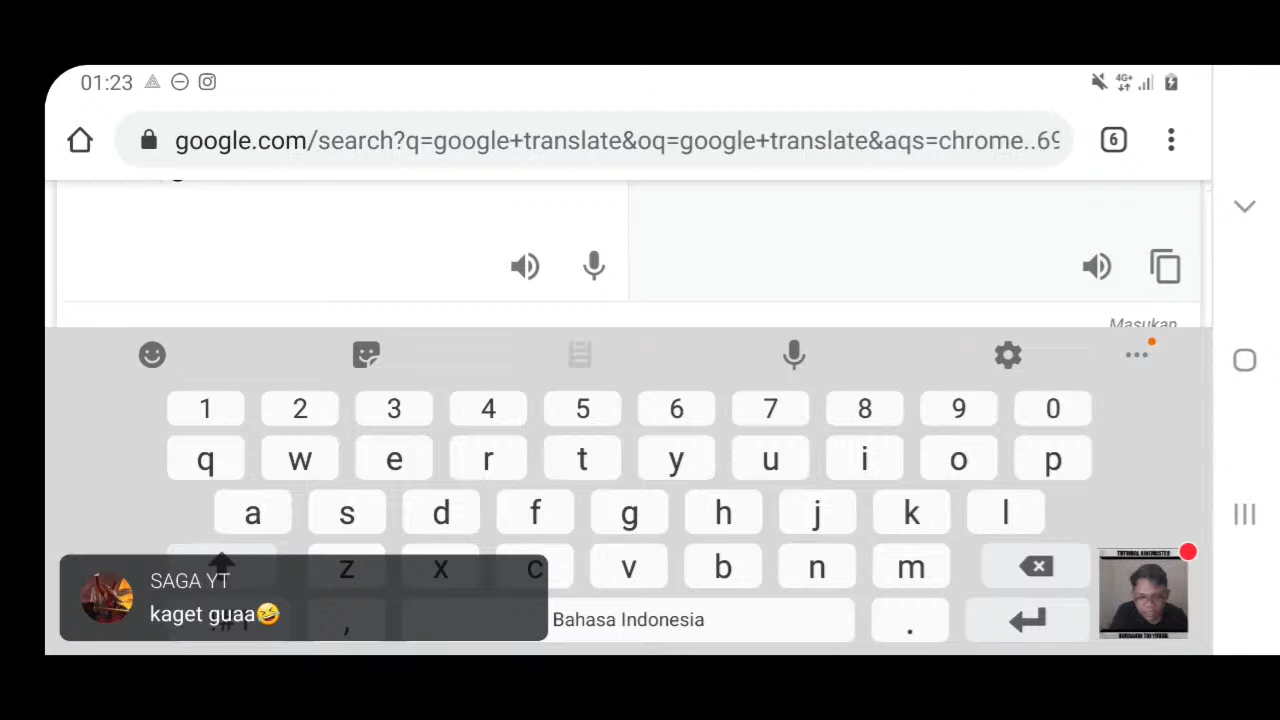 01:23
4G+
google.com/search?q=google+translate&oq=google+translate&aqs=chrome..69
6
Masukan
1 2 3 4 5 6 7 8 9 0
q w e r t y u i o p
a s d f g h j k l
z x c v b n m
SAGA YT
kaget guaa🤣
, Bahasa Indonesia .